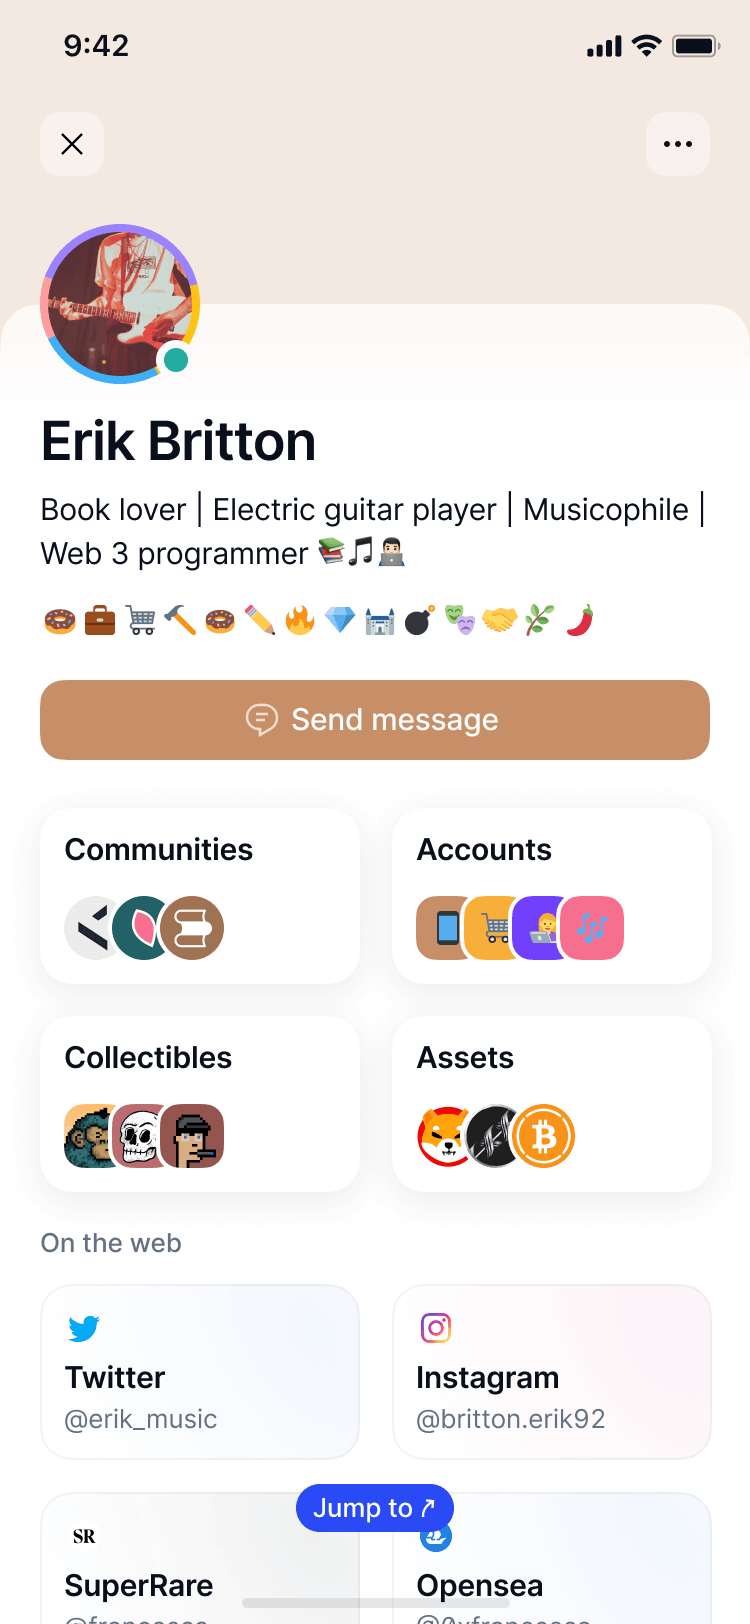 9:42
Erik Britton
Book lover | Electric guitar player | Musicophile |
Web 3 programmer 📚🎵👨🏻‍💻
🍩💼🛒🔨🍩✏️🔥💎🏰💣🎭🤝🌿🌶️
Send message
Communities
Accounts
Collectibles
Assets
On the web
Twitter
@erik_music
Instagram
@britton.erik92
Jump to ↗
SR
SuperRare
Opensea